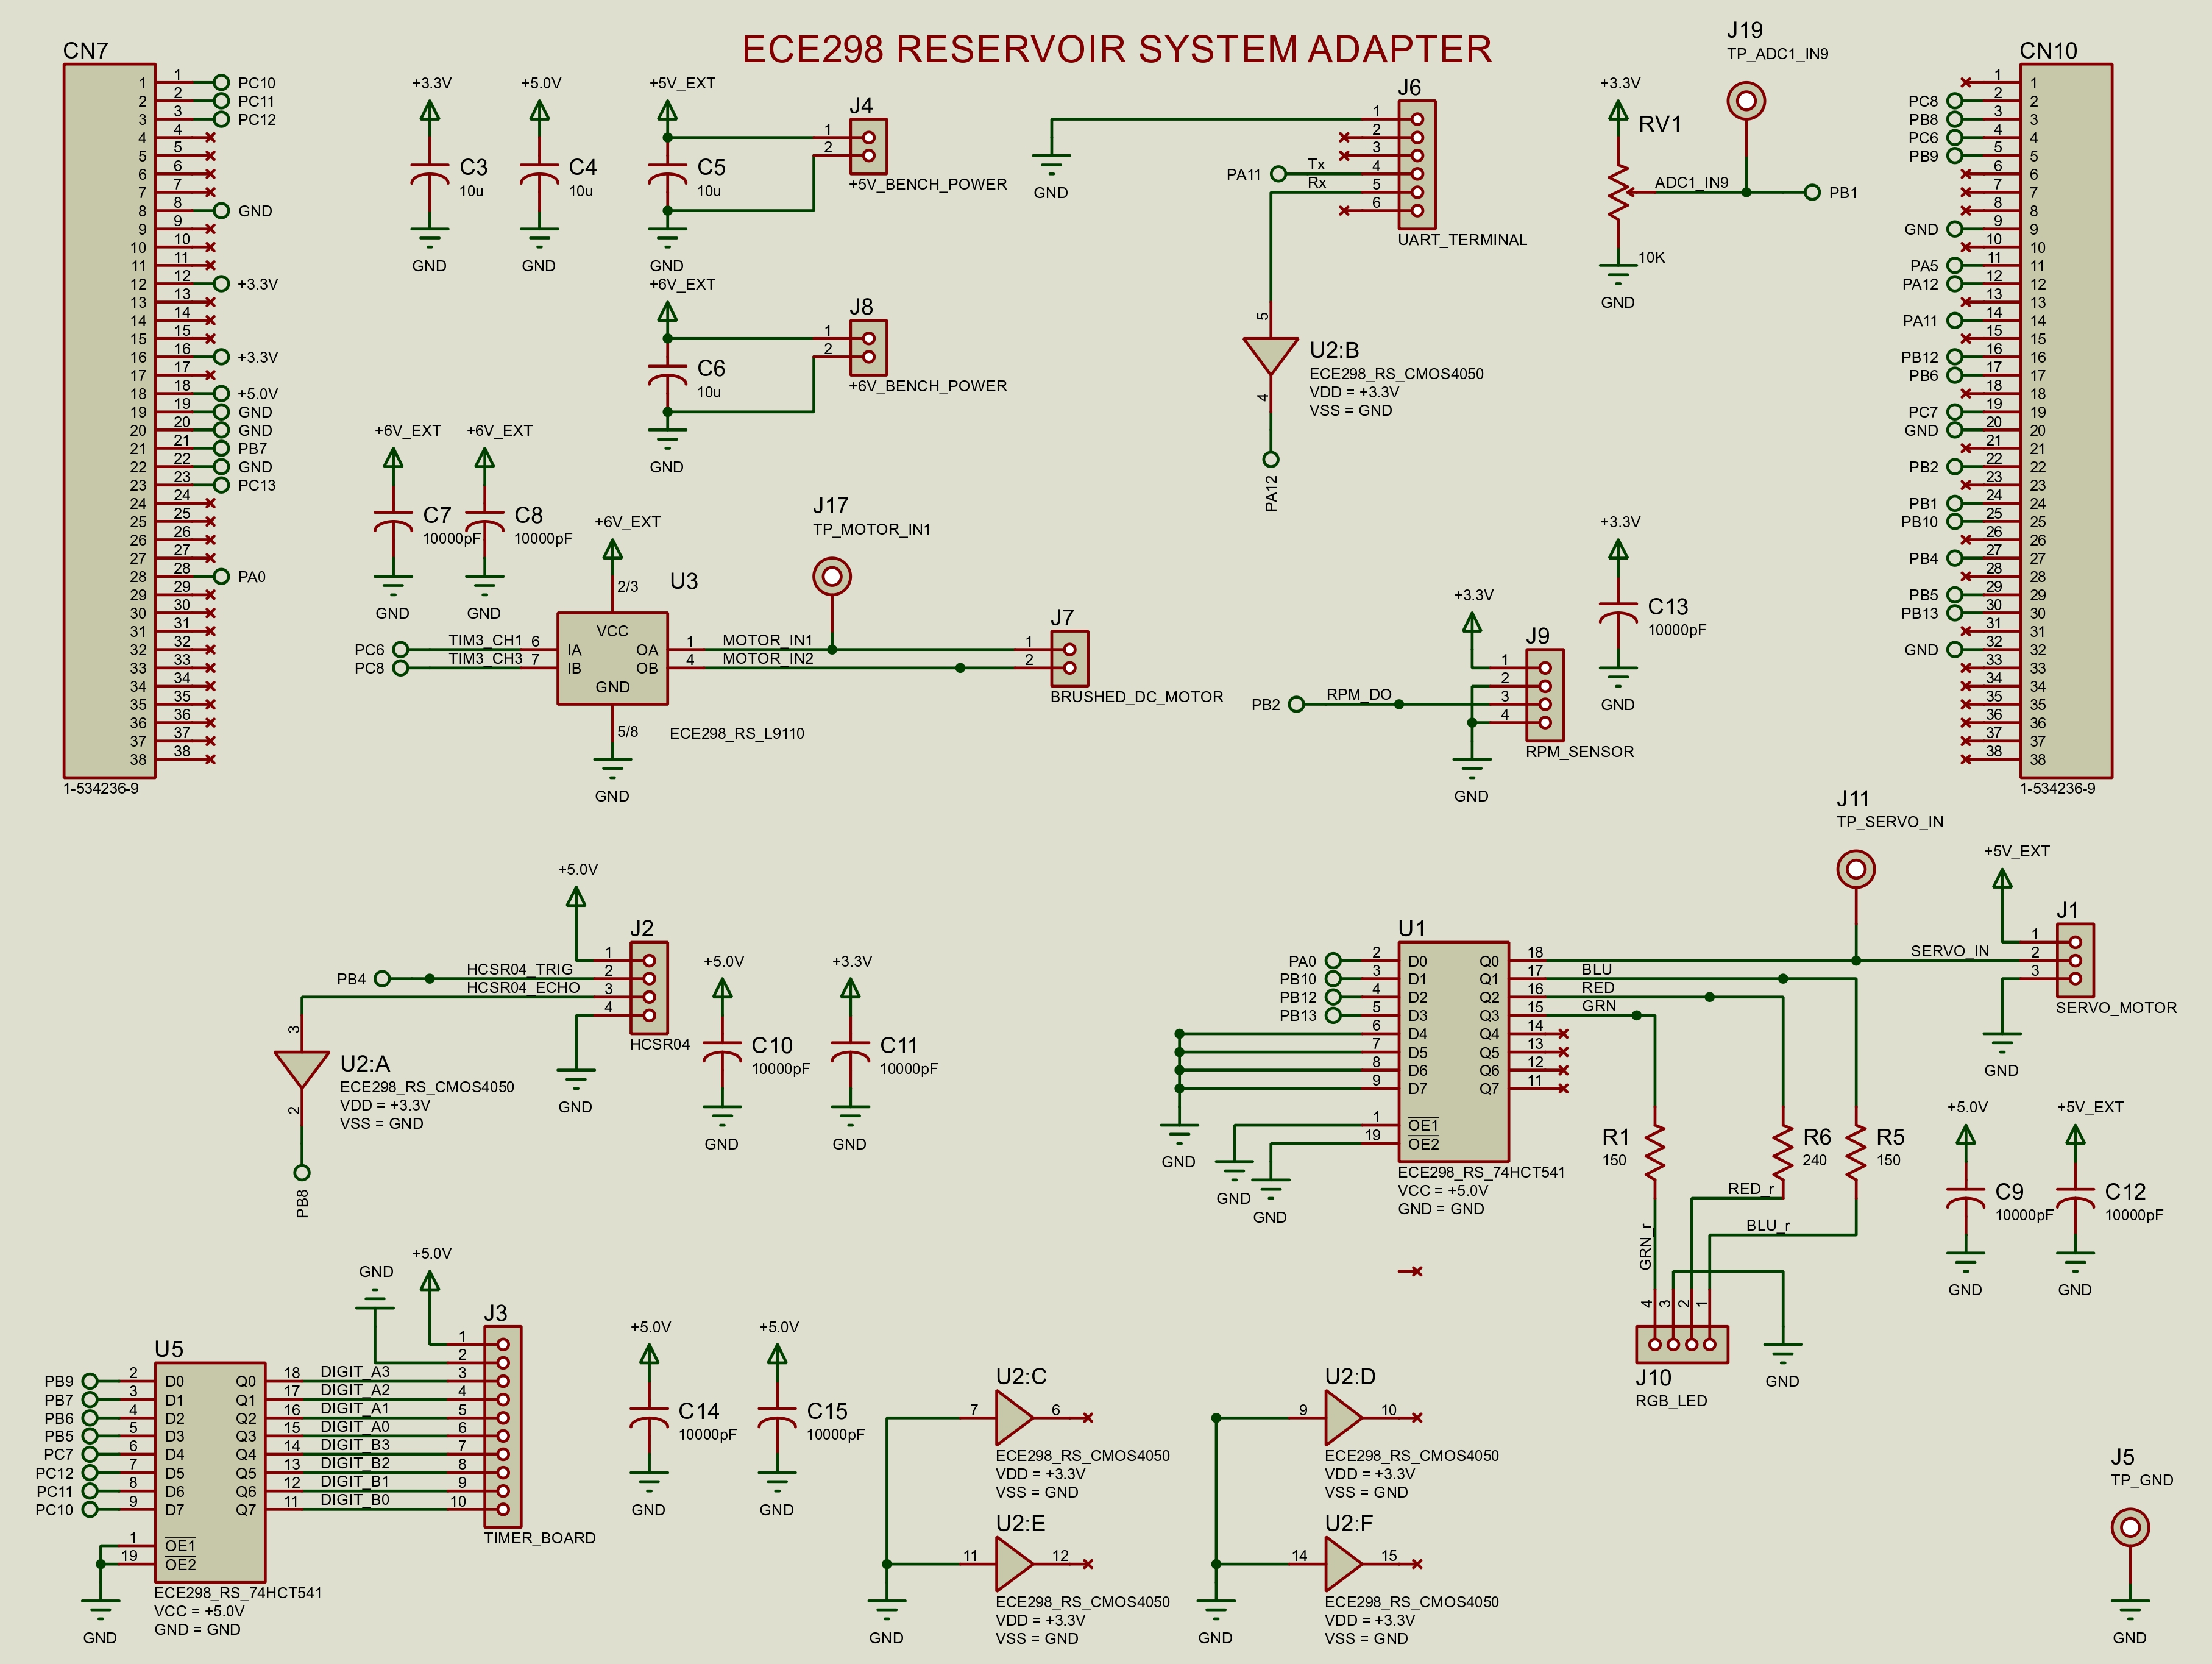 ECE298 RESERVOIR SYSTEM ADAPTER
CN7
1 1 PC10
2 2 PC11
3 3 PC12
4 4
5 5
6 6
7 7
8 8 GND
9 9
10 10
11 11
12 12 +3.3V
13 13
14 14
15 15
16 16 +3.3V
17 17
18 18 +5.0V
19 19 GND
20 20 GND
21 21 PB7
22 22 GND
23 23 PC13
24 24
25 25
26 26
27 27
28 28 PA0
29 29
30 30
31 31
32 32
33 33
34 34
35 35
36 36
37 37
38 38
1-534236-9
+3.3V
C3
10u
GND
+5.0V
C4
10u
GND
+5V_EXT
C5
10u
GND
J4
1
2
+5V_BENCH_POWER
+6V_EXT
C6
10u
GND
J8
1
2
+6V_BENCH_POWER
J6
1
2
3
PA11 Tx 4
Rx 5
6
UART_TERMINAL
GND
5
U2:B
ECE298_RS_CMOS4050
VDD = +3.3V
VSS = GND
4
PA12
J19
TP_ADC1_IN9
+3.3V
RV1
ADC1_IN9 PB1
10K
GND
CN10
1 1
PC8 2 2
PB8 3 3
PC6 4 4
PB9 5 5
6 6
7 7
8 8
GND 9 9
10 10
PA5 11 11
PA12 12 12
13 13
PA11 14 14
15 15
PB12 16 16
PB6 17 17
18 18
PC7 19 19
GND 20 20
21 21
PB2 22 22
23 23
PB1 24 24
PB10 25 25
26 26
PB4 27 27
28 28
PB5 29 29
PB13 30 30
31 31
GND 32 32
33 33
34 34
35 35
36 36
37 37
38 38
1-534236-9
+6V_EXT
C7
10000pF
GND
+6V_EXT
C8
10000pF
GND
+6V_EXT
2/3
U3
VCC
PC6 TIM3_CH1 6 IA OA 1 MOTOR_IN1
PC8 TIM3_CH3 7 IB OB 4 MOTOR_IN2
GND
5/8
ECE298_RS_L9110
GND
J17
TP_MOTOR_IN1
J7
1
2
BRUSHED_DC_MOTOR
+3.3V
J9
1
2
PB2 RPM_DO 3
4
RPM_SENSOR
GND
+3.3V
C13
10000pF
GND
+5.0V
J2
1
PB4 HCSR04_TRIG 2
HCSR04_ECHO 3
4
HCSR04
GND
3
U2:A
ECE298_RS_CMOS4050
VDD = +3.3V
VSS = GND
2
PB8
+5.0V
C10
10000pF
GND
+3.3V
C11
10000pF
GND
U1
PA0 2 D0 Q0 18 SERVO_IN
PB10 3 D1 Q1 17 BLU
PB12 4 D2 Q2 16 RED
PB13 5 D3 Q3 15 GRN
6 D4 Q4 14
7 D5 Q5 13
8 D6 Q6 12
9 D7 Q7 11
1 OE1
19 OE2
ECE298_RS_74HCT541
VCC = +5.0V
GND = GND
GND
GND
GND
J11
TP_SERVO_IN
+5V_EXT
J1
1
2
3
SERVO_MOTOR
GND
R1
150
R6
240
R5
150
RED_r
BLU_r
GRN_r
4 3 2 1
J10
RGB_LED
GND
+5.0V
C9
10000pF
GND
+5V_EXT
C12
10000pF
GND
GND
+5.0V
J3
1
2
U5
PB9 2 D0 Q0 18 DIGIT_A3 3
PB7 3 D1 Q1 17 DIGIT_A2 4
PB6 4 D2 Q2 16 DIGIT_A1 5
PB5 5 D3 Q3 15 DIGIT_A0 6
PC7 6 D4 Q4 14 DIGIT_B3 7
PC12 7 D5 Q5 13 DIGIT_B2 8
PC11 8 D6 Q6 12 DIGIT_B1 9
PC10 9 D7 Q7 11 DIGIT_B0 10
TIMER_BOARD
1 OE1
19 OE2
ECE298_RS_74HCT541
VCC = +5.0V
GND = GND
GND
+5.0V
C14
10000pF
GND
+5.0V
C15
10000pF
GND
U2:C
7 6
ECE298_RS_CMOS4050
VDD = +3.3V
VSS = GND
U2:D
9 10
ECE298_RS_CMOS4050
VDD = +3.3V
VSS = GND
U2:E
11 12
ECE298_RS_CMOS4050
VDD = +3.3V
VSS = GND
GND
U2:F
14 15
ECE298_RS_CMOS4050
VDD = +3.3V
VSS = GND
GND
J5
TP_GND
GND